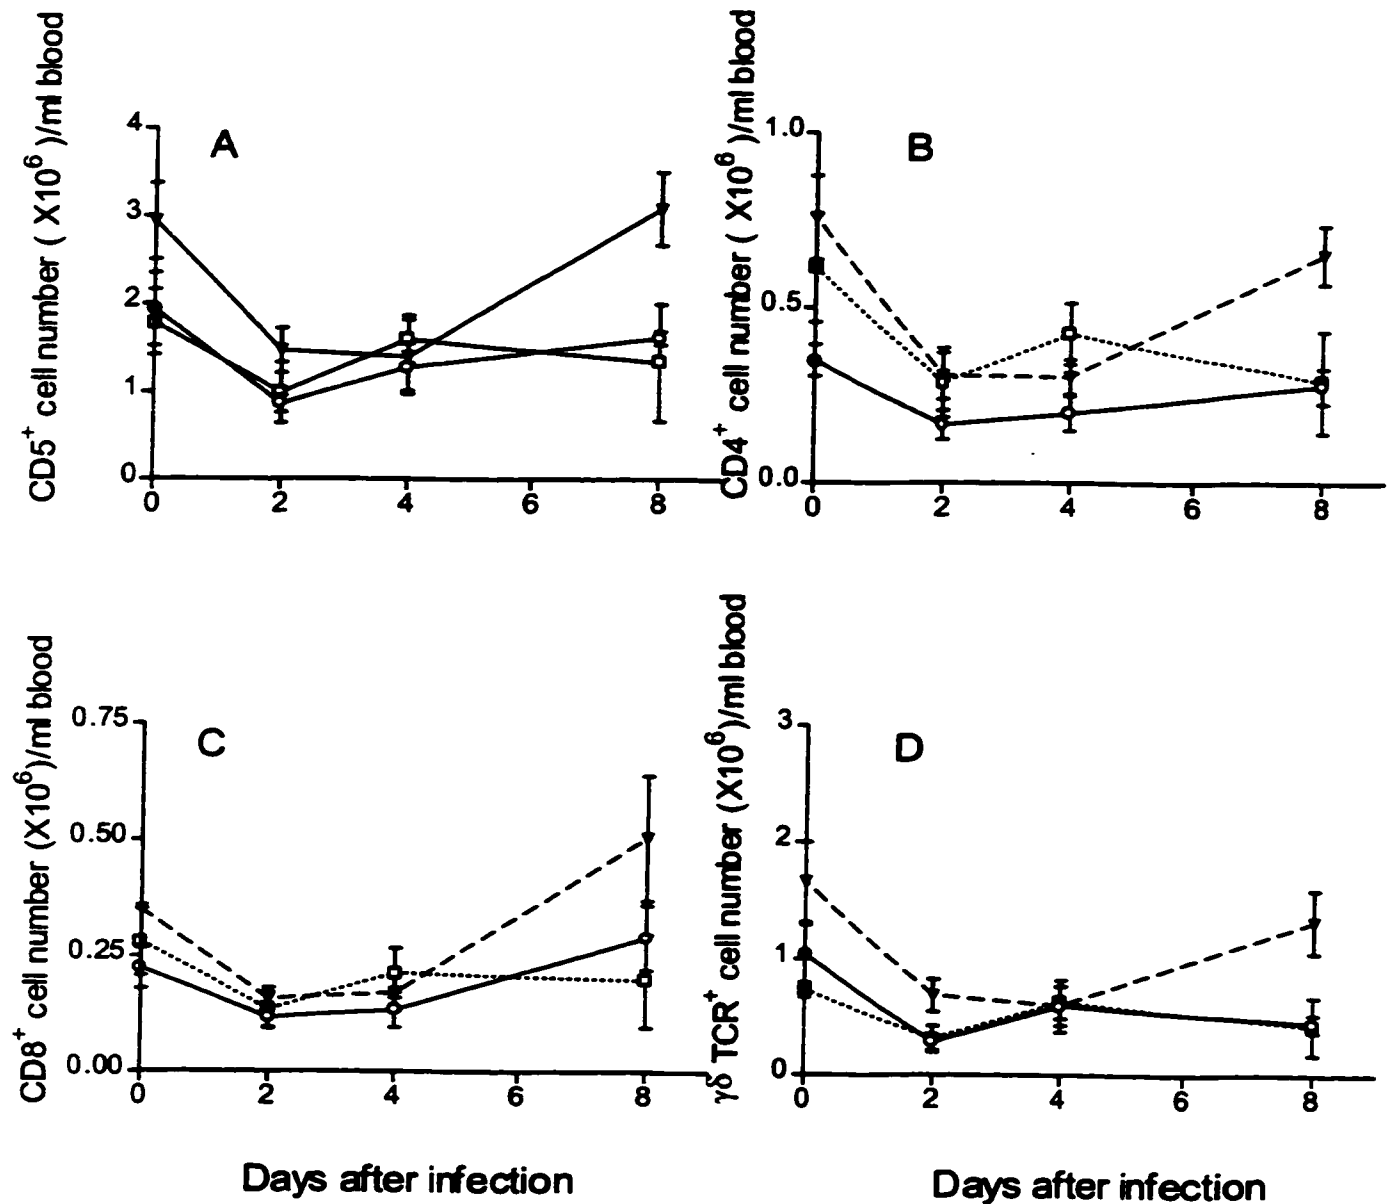 CD5+ cell number ( X10^6 )/ml blood
A
4
3
2
1
0
0 2 4 6 8
CD4+ cell number ( X10^6 )/ml blood
B
1.0
0.5
0.0
0 2 4 6 8
CD8+ cell number (X10^6)/ml blood
C
0.75
0.50
0.25
0.00
0 2 4 6 8
Days after infection
γδ TCR+ cell number (X10^6)/ml blood
D
3
2
1
0
0 2 4 6 8
Days after infection